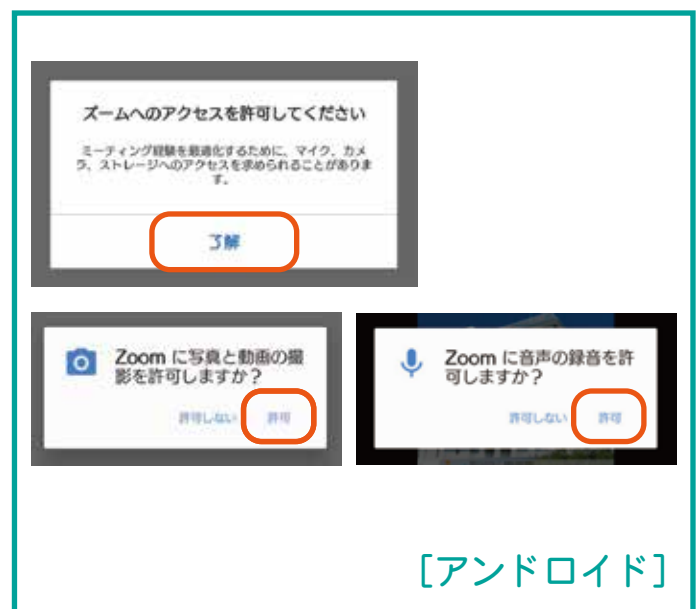 ズームへのアクセスを許可してください
ミーティング経験を最適化するために、マイク、カメ
ラ、ストレージへのアクセスを求められることがありま
す。
了解
Zoom に写真と動画の撮
影を許可しますか？
許可しない 許可
Zoom に音声の録音を許
可しますか？
許可しない 許可
[アンドロイド]